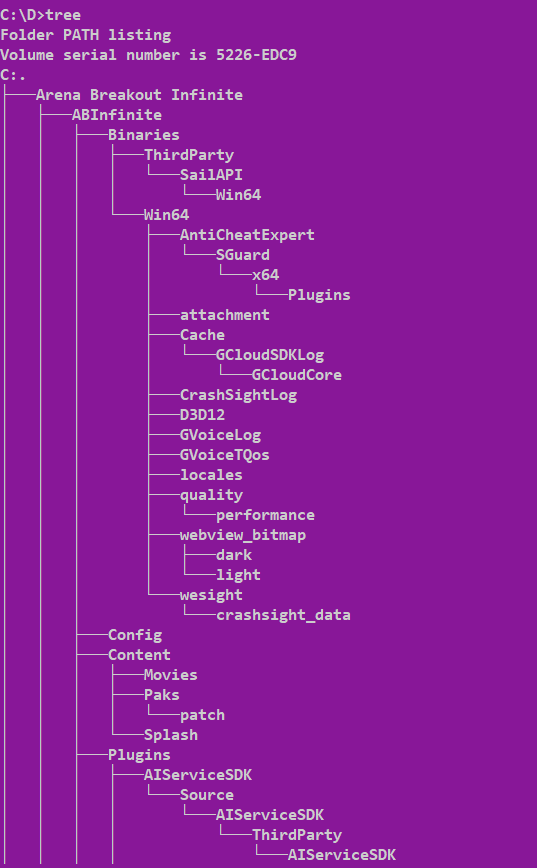 C:\D>tree
Folder PATH listing
Volume serial number is 5226-EDC9
C:.
├───Arena Breakout Infinite
│   ├───ABInfinite
│   │   ├───Binaries
│   │   │   ├───ThirdParty
│   │   │   │   └───SailAPI
│   │   │   │       └───Win64
│   │   │   └───Win64
│   │   │       ├───AntiCheatExpert
│   │   │       │   └───SGuard
│   │   │       │       └───x64
│   │   │       │           └───Plugins
│   │   │       ├───attachment
│   │   │       ├───Cache
│   │   │       │   └───GCloudSDKLog
│   │   │       │       └───GCloudCore
│   │   │       ├───CrashSightLog
│   │   │       ├───D3D12
│   │   │       ├───GVoiceLog
│   │   │       ├───GVoiceTQos
│   │   │       ├───locales
│   │   │       ├───quality
│   │   │       │   └───performance
│   │   │       ├───webview_bitmap
│   │   │       │   ├───dark
│   │   │       │   └───light
│   │   │       └───wesight
│   │   │           └───crashsight_data
│   │   ├───Config
│   │   ├───Content
│   │   │   ├───Movies
│   │   │   ├───Paks
│   │   │   │   └───patch
│   │   │   └───Splash
│   │   ├───Plugins
│   │   │   ├───AIServiceSDK
│   │   │   │   └───Source
│   │   │   │       └───AIServiceSDK
│   │   │   │           └───ThirdParty
│   │   │   │               └───AIServiceSDK